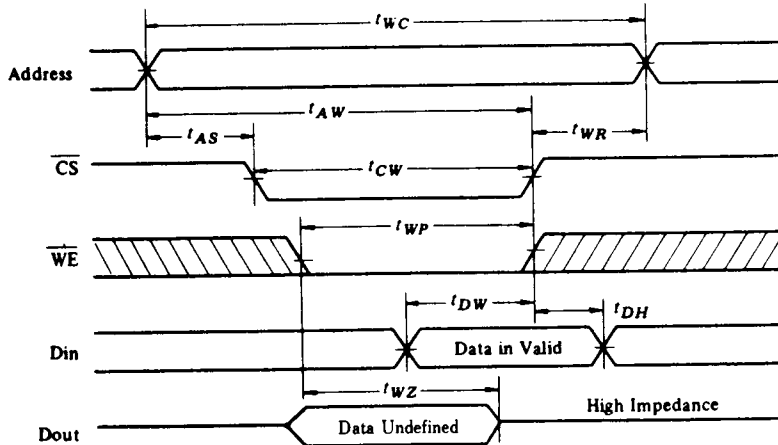 tWC
Address
tAW
tAS
tWR
CS
tCW
tWP
WE
tDW
tDH
Din
Data in Valid
tWZ
High Impedance
Dout
Data Undefined